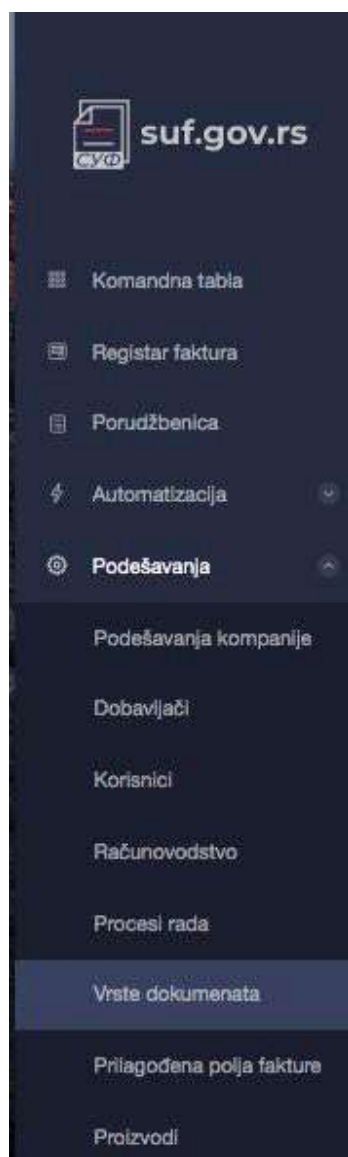 СУФ
suf.gov.rs
Komandna tabla
Registar faktura
Porudžbenica
Automatizacija
Podešavanja
Podešavanja kompanije
Dobavljači
Korisnici
Računovodstvo
Procesi rada
Vrste dokumenata
Prilagođena polja fakture
Proizvodi